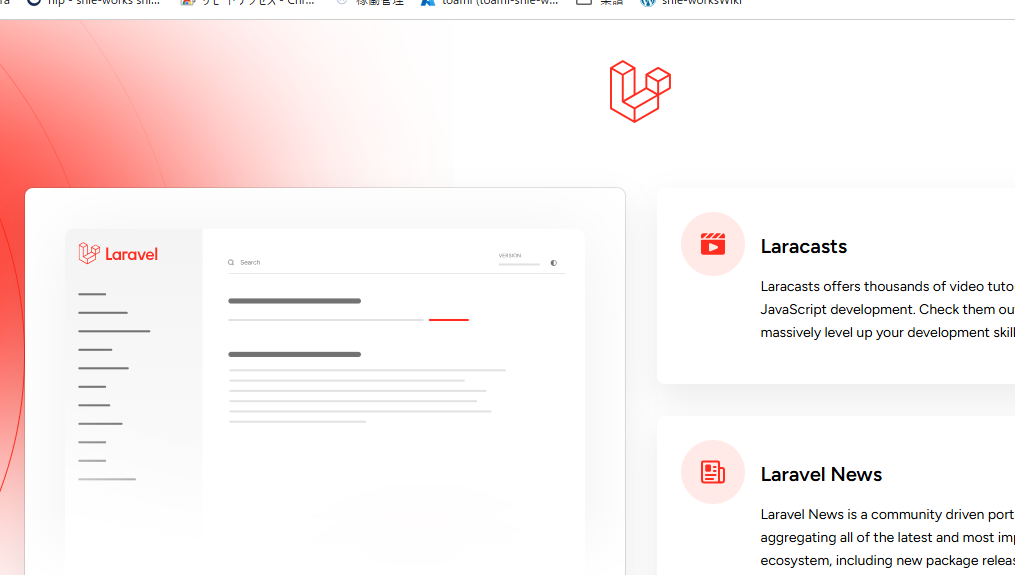 shie-worksWiki
Laravel
Search
VERSION
Laracasts
Laracasts offers thousands of video tuto
JavaScript development. Check them ou
massively level up your development skill
Laravel News
Laravel News is a community driven port
aggregating all of the latest and most imp
ecosystem, including new package releas